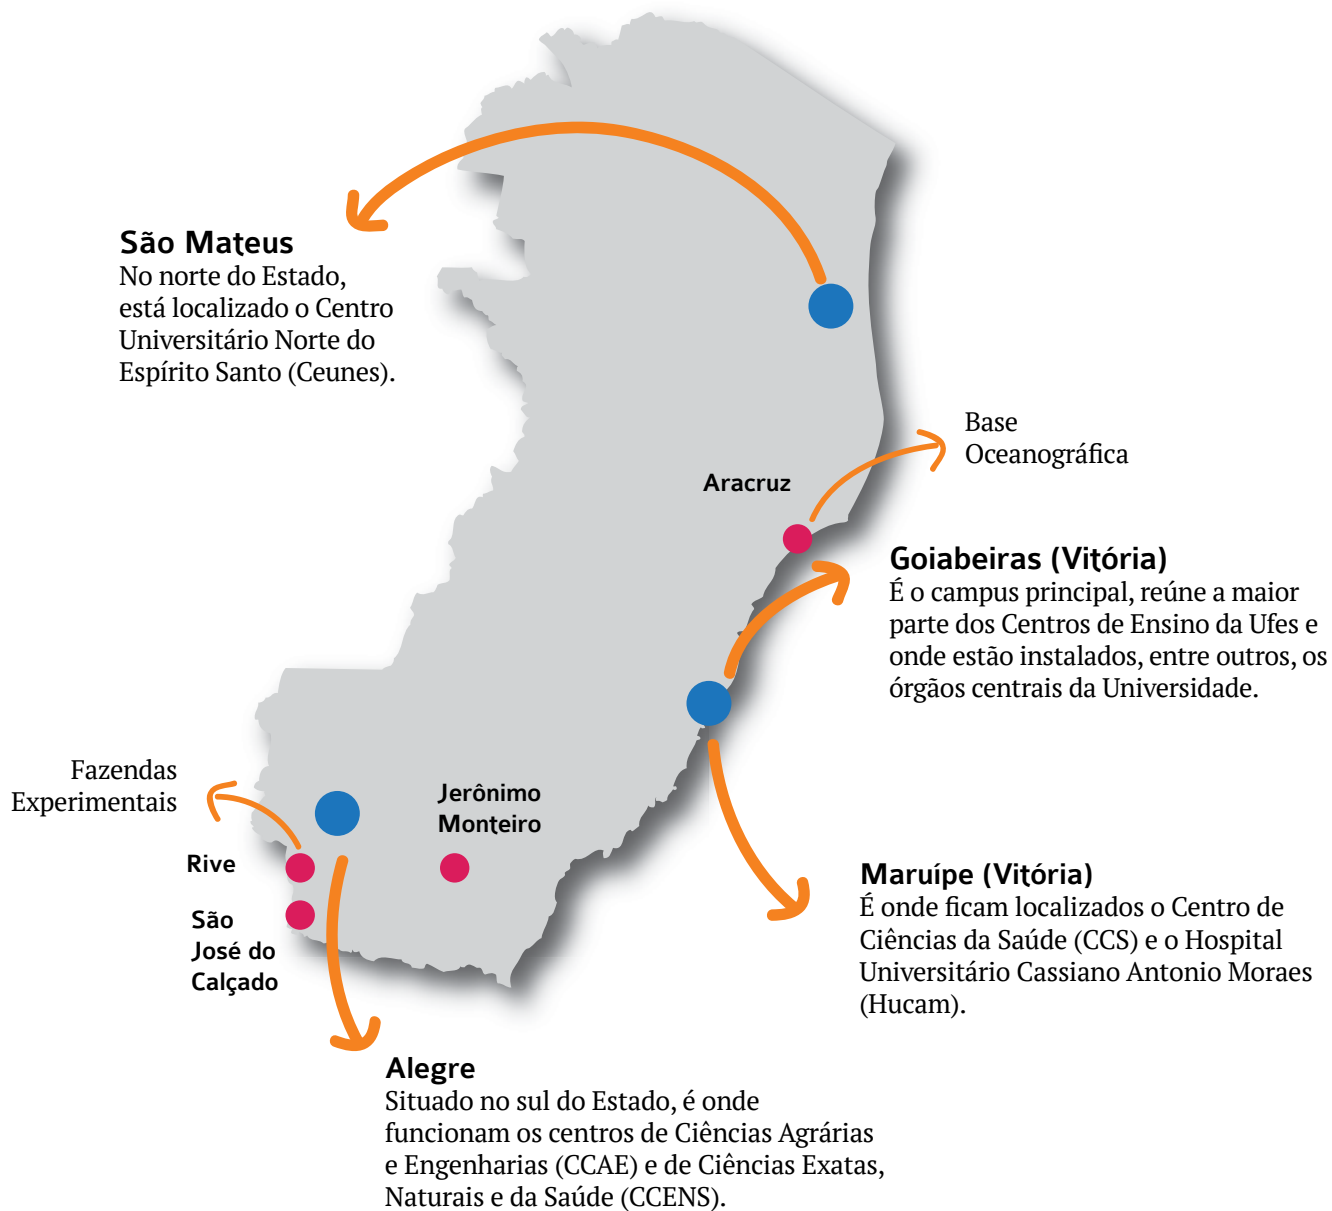 São Mateus
No norte do Estado,
está localizado o Centro
Universitário Norte do
Espírito Santo (Ceunes).
Base
Oceanográfica
Aracruz
Goiabeiras (Vitória)
É o campus principal, reúne a maior
parte dos Centros de Ensino da Ufes e
onde estão instalados, entre outros, os
órgãos centrais da Universidade.
Fazendas
Experimentais
Jerônimo
Monteiro
Rive
São
José do
Calçado
Maruípe (Vitória)
É onde ficam localizados o Centro de
Ciências da Saúde (CCS) e o Hospital
Universitário Cassiano Antonio Moraes
(Hucam).
Alegre
Situado no sul do Estado, é onde
funcionam os centros de Ciências Agrárias
e Engenharias (CCAE) e de Ciências Exatas,
Naturais e da Saúde (CCENS).